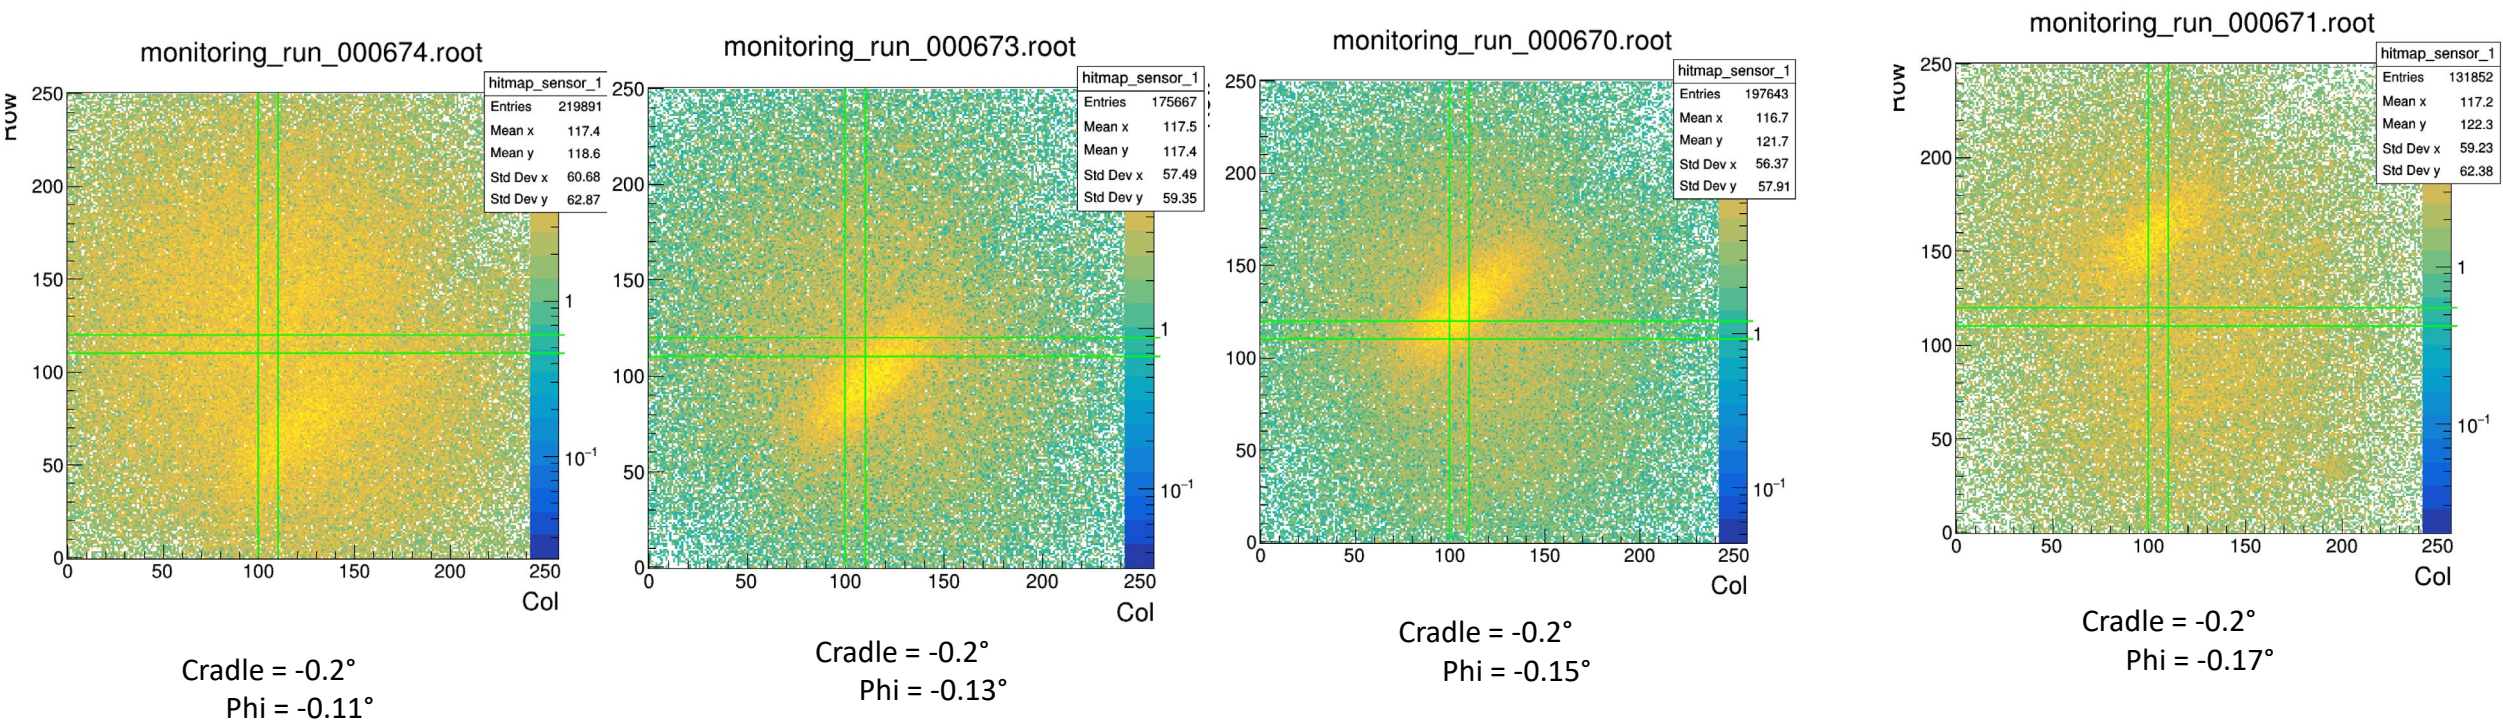 monitoring_run_000674.root
hitmap_sensor_1
Entries 219891
Mean x 117.4
Mean y 118.6
Std Dev x 60.68
Std Dev y 62.87
Row
250
200
150
100
50
0
0 50 100 150 200 250
Col
1
10⁻¹
Cradle = -0.2°
Phi = -0.11°
monitoring_run_000673.root
hitmap_sensor_1
Entries 175667
Mean x 117.5
Mean y 117.4
Std Dev x 57.49
Std Dev y 59.35
250
200
150
100
50
0
0 50 100 150 200 250
Col
1
10⁻¹
Cradle = -0.2°
Phi = -0.13°
monitoring_run_000670.root
hitmap_sensor_1
Entries 197643
Mean x 116.7
Mean y 121.7
Std Dev x 56.37
Std Dev y 57.91
250
200
150
100
50
0
0 50 100 150 200 250
Col
1
10⁻¹
Cradle = -0.2°
Phi = -0.15°
monitoring_run_000671.root
hitmap_sensor_1
Entries 131852
Mean x 117.2
Mean y 122.3
Std Dev x 59.23
Std Dev y 62.38
Row
250
200
150
100
50
0
0 50 100 150 200 250
Col
1
10⁻¹
Cradle = -0.2°
Phi = -0.17°